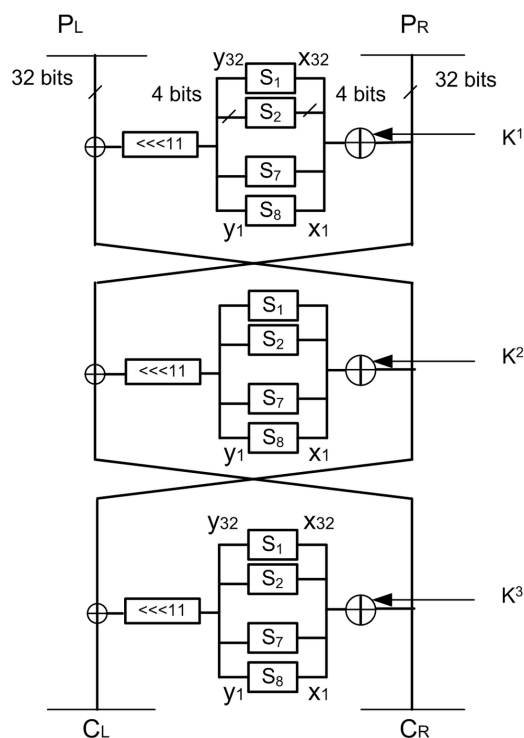 PL PR
32 bits y32 x32 32 bits
4 bits S1 4 bits
S2
<<<11 K1
S7
S8
y1 x1
S1
S2
<<<11 K2
S7
S8
y1 x1
y32 x32
S1
S2
<<<11 K3
S7
S8
y1 x1
CL CR